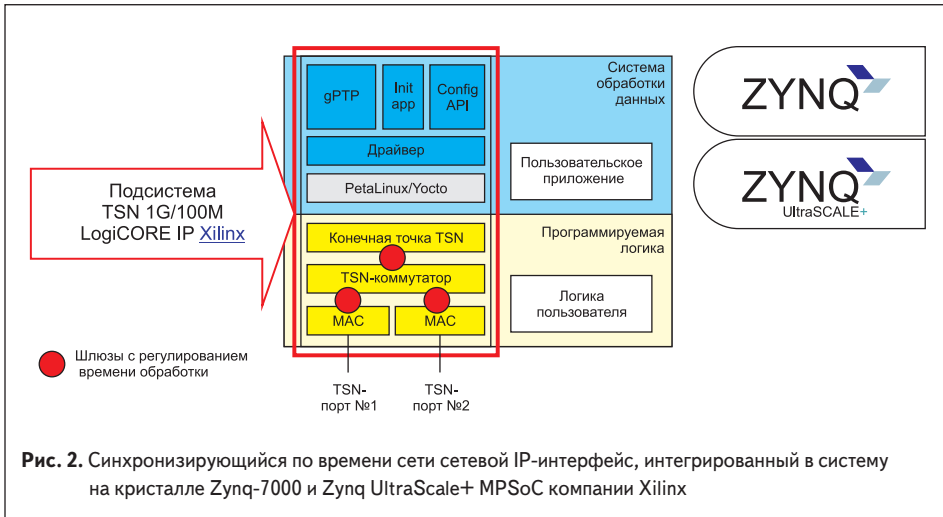 gPTP
Init
app
Config
API
Драйвер
PetaLinux/Yocto
Система
обработки
данных
Пользовательское
приложение
Подсистема
TSN 1G/100M
LogiCORE IP Xilinx
Конечная точка TSN
TSN-коммутатор
MAC
MAC
Программируемая
логика
Логика
пользователя
Шлюзы с регулированием
времени обработки
TSN-
порт №1
TSN-
порт №2
ZYNQ
ZYNQ
UltraSCALE+
Рис. 2. Синхронизирующийся по времени сети сетевой IP-интерфейс, интегрированный в систему
на кристалле Zynq-7000 и Zynq UltraScale+ MPSoC компании Xilinx